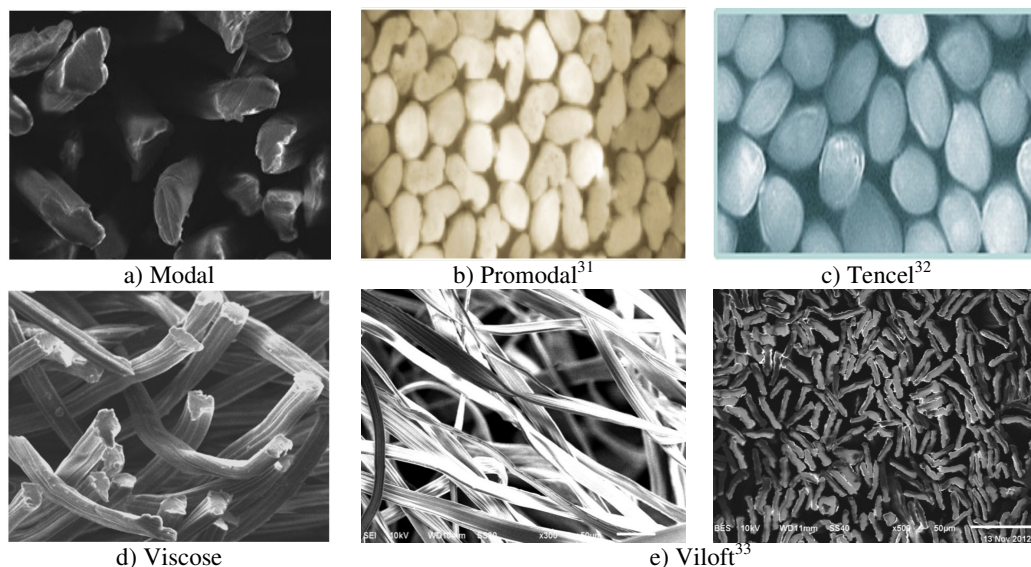 a) Modal
b) Promodal31
c) Tencel32
SEI 10kV WD10mm SS30 x300 50µm
BES 10kV WD11mm SS40 x500 50µm
13 Nov 2012
d) Viscose
e) Viloft33